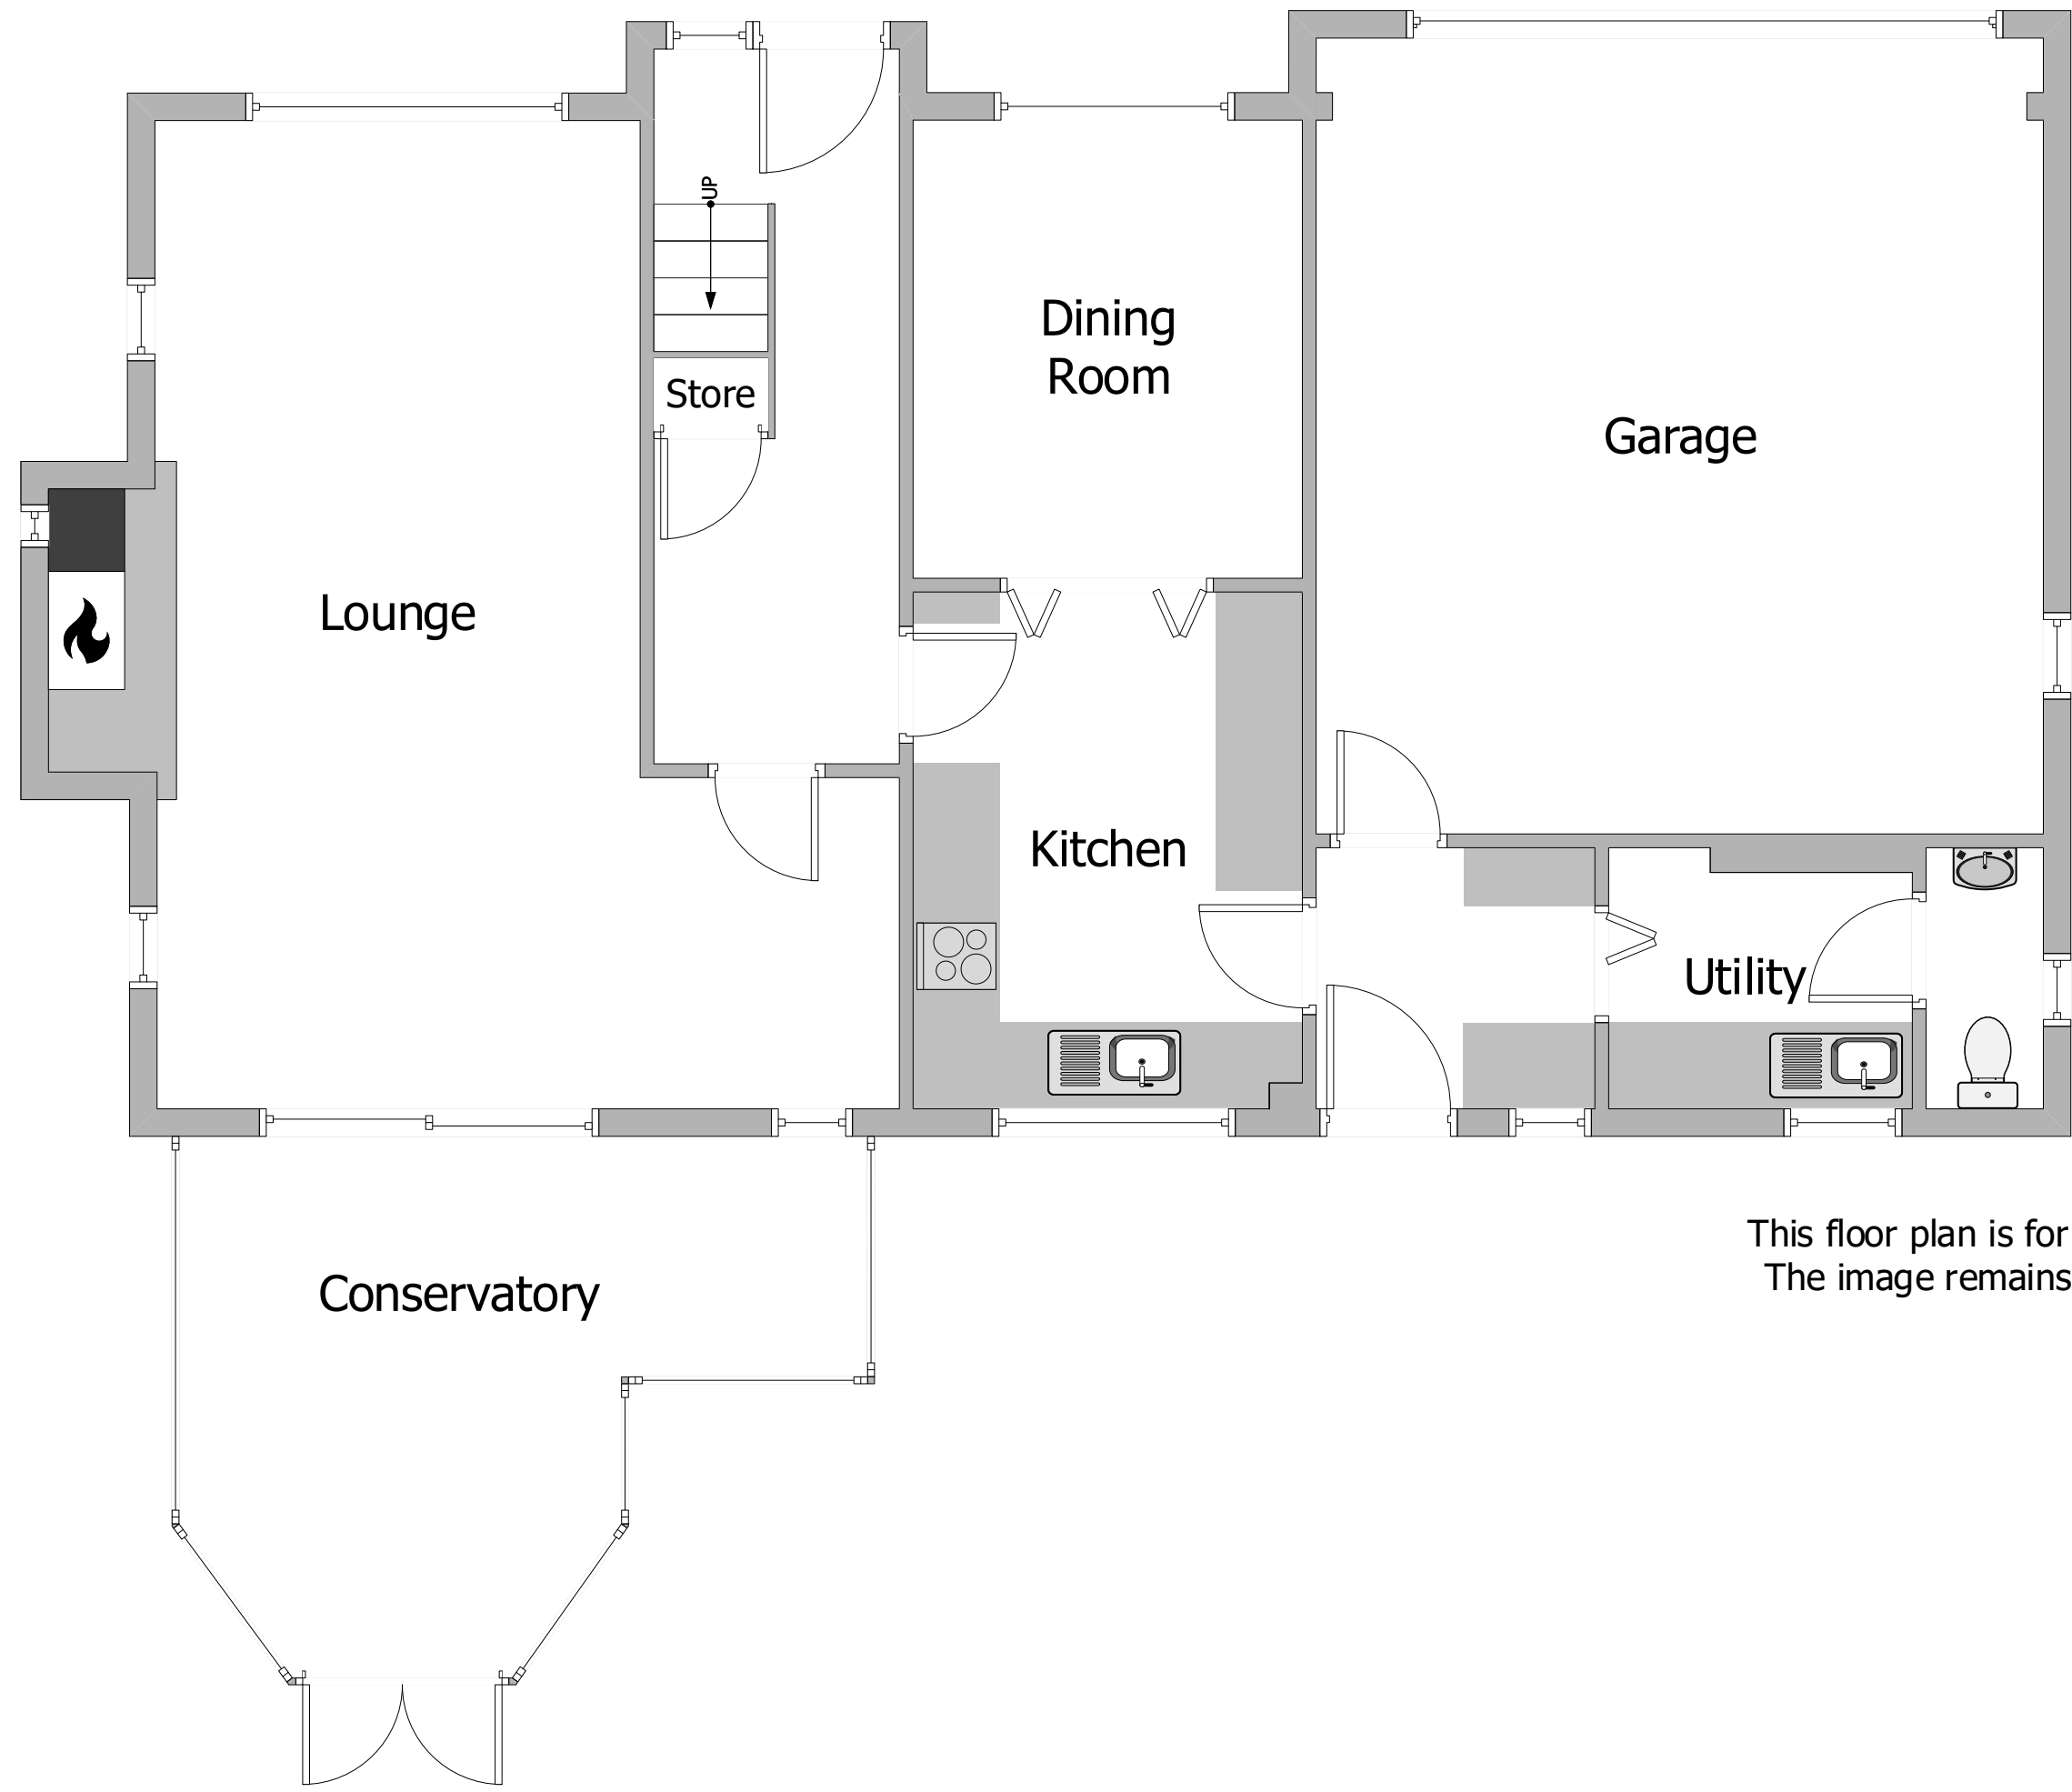 UP
Dining
Room
Store
Garage
Lounge
Kitchen
Utility
This floor plan is for
The image remains
Conservatory